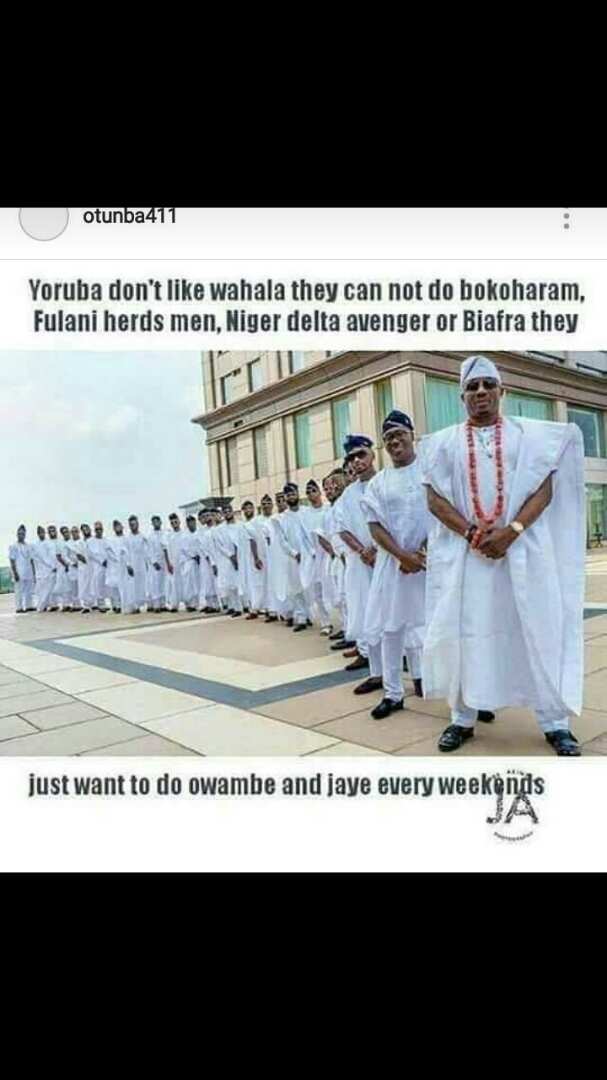 otunba411
Yoruba don't like wahala they can not do bokoharam,
Fulani herds men, Niger delta avenger or Biafra they
just want to do owambe and jaye every weekends
JA
PHOTOGRAPHY